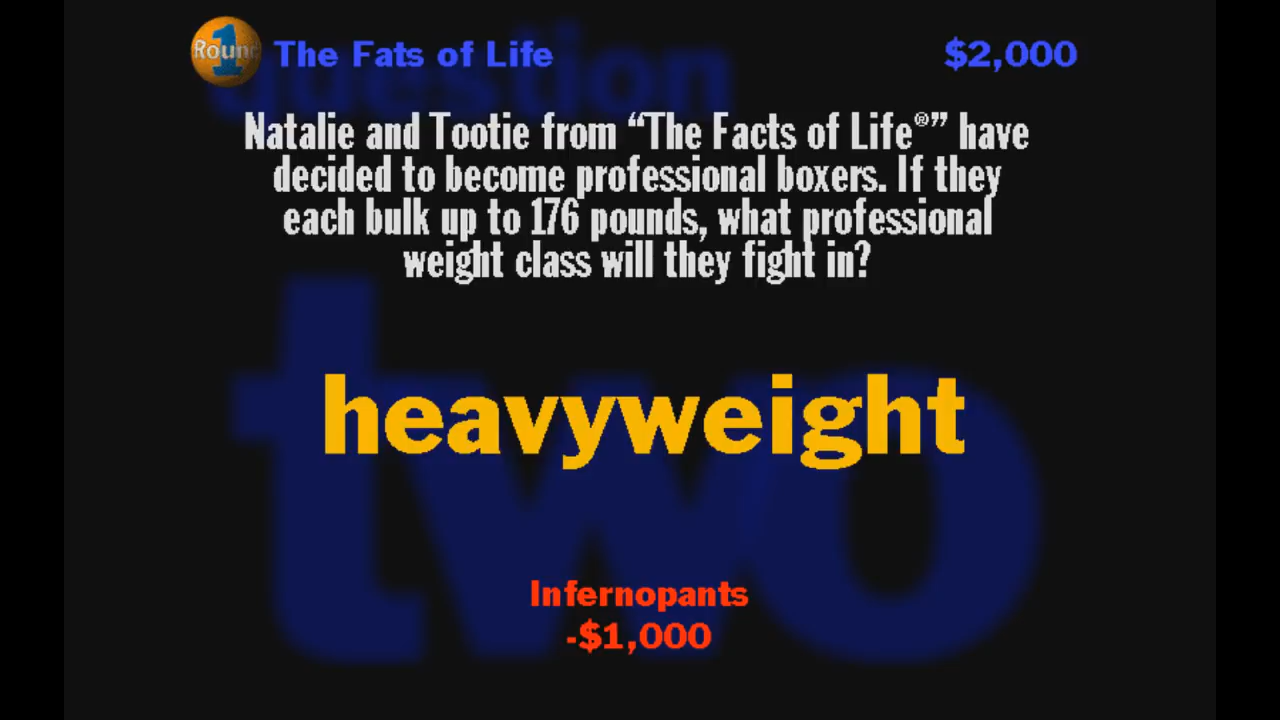 Round 1 The Fats of Life $2,000
question
Natalie and Tootie from “The Facts of Life®” have
decided to become professional boxers. If they
each bulk up to 176 pounds, what professional
weight class will they fight in?
two
heavyweight
Infernopants
-$1,000